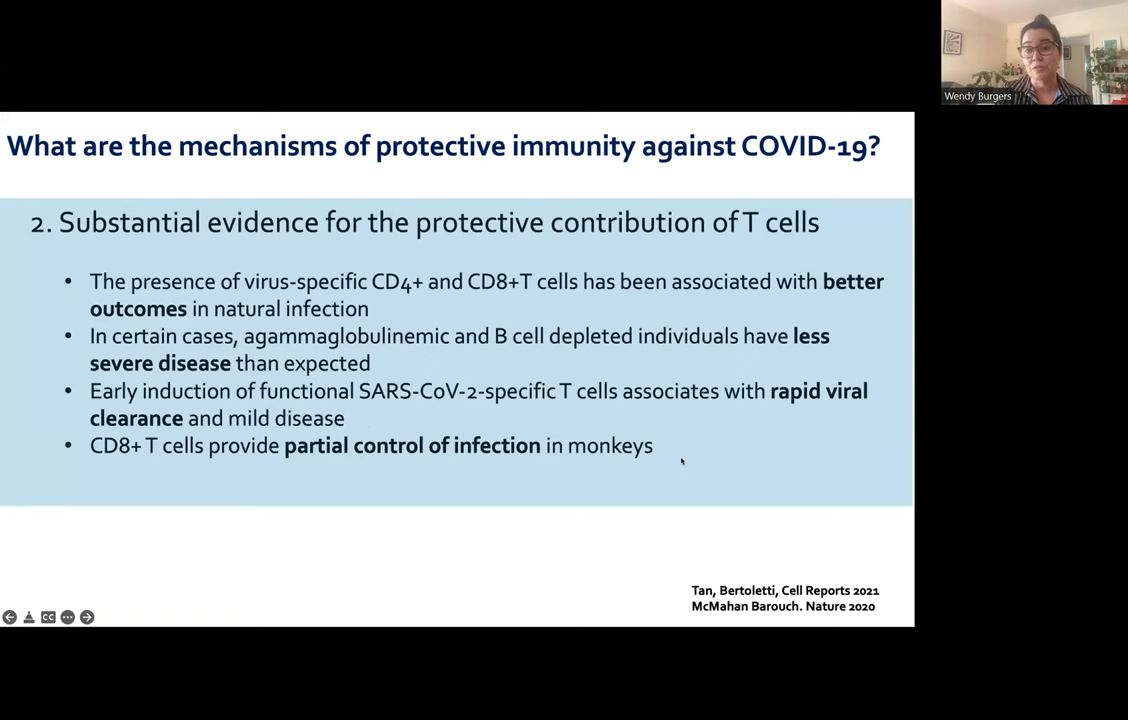 Wendy Burgers
What are the mechanisms of protective immunity against COVID-19?
2. Substantial evidence for the protective contribution of T cells
• The presence of virus-specific CD4+ and CD8+T cells has been associated with better
outcomes in natural infection
• In certain cases, agammaglobulinemic and B cell depleted individuals have less
severe disease than expected
• Early induction of functional SARS-CoV-2-specific T cells associates with rapid viral
clearance and mild disease
• CD8+ T cells provide partial control of infection in monkeys
Tan, Bertoletti, Cell Reports 2021
McMahan Barouch. Nature 2020
CC